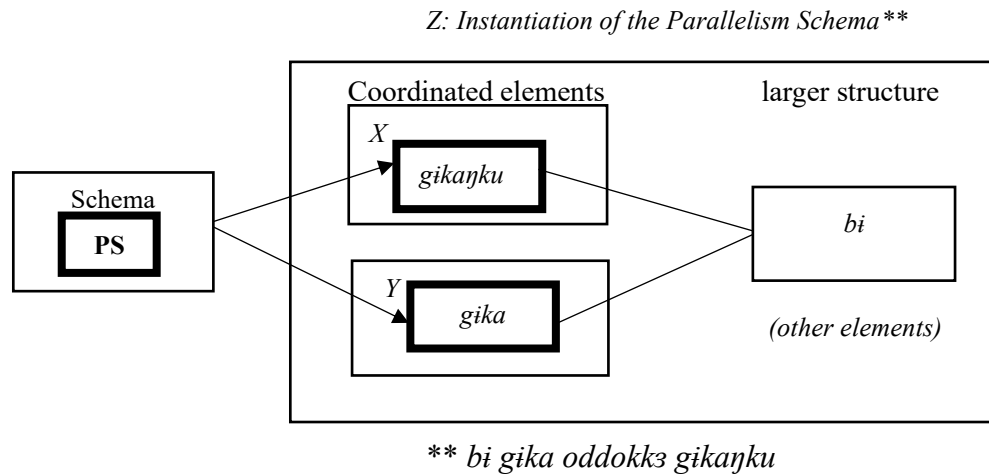 Z: Instantiation of the Parallelism Schema**
Coordinated elements
larger structure
X
gɨkaŋku
Schema
PS
bɨ
Y
gɨka
(other elements)
** bɨ gɨka oddokkɜ gɨkaŋku